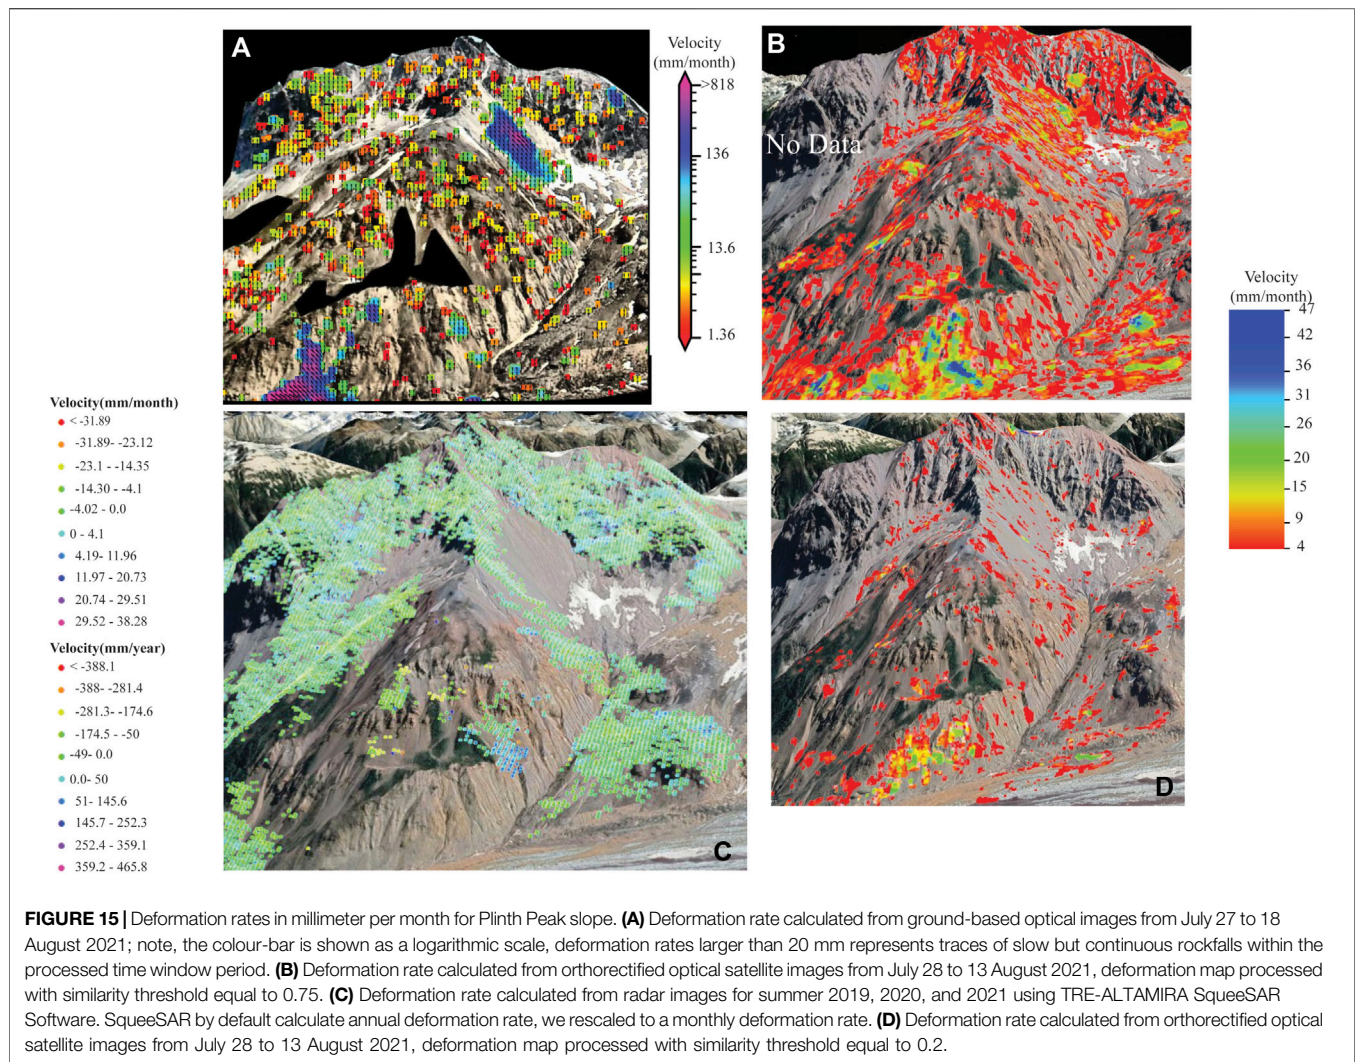 A
Velocity
(mm/month)
>818
136
13.6
1.36
B
No Data
Velocity
(mm/month)
47
42
36
31
26
20
15
9
4
Velocity(mm/month)
< -31.89
-31.89- -23.12
-23.1 - -14.35
-14.30 - -4.1
-4.02 - 0.0
0 - 4.1
4.19- 11.96
11.97 - 20.73
20.74 - 29.51
29.52 - 38.28
Velocity(mm/year)
< -388.1
-388- -281.4
-281.3- -174.6
-174.5 - -50
-49- 0.0
0.0- 50
51- 145.6
145.7 - 252.3
252.4 - 359.1
359.2 - 465.8
C
D
FIGURE 15 | Deformation rates in millimeter per month for Plinth Peak slope. (A) Deformation rate calculated from ground-based optical images from July 27 to 18
August 2021; note, the colour-bar is shown as a logarithmic scale, deformation rates larger than 20 mm represents traces of slow but continuous rockfalls within the
processed time window period. (B) Deformation rate calculated from orthorectified optical satellite images from July 28 to 13 August 2021, deformation map processed
with similarity threshold equal to 0.75. (C) Deformation rate calculated from radar images for summer 2019, 2020, and 2021 using TRE-ALTAMIRA SqueeSAR
Software. SqueeSAR by default calculate annual deformation rate, we rescaled to a monthly deformation rate. (D) Deformation rate calculated from orthorectified optical
satellite images from July 28 to 13 August 2021, deformation map processed with similarity threshold equal to 0.2.